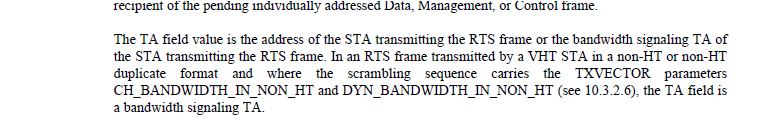 recipient of the pending individually addressed Data, Management, or Control frame.
The TA field value is the address of the STA transmitting the RTS frame or the bandwidth signaling TA of
the STA transmitting the RTS frame. In an RTS frame transmitted by a VHT STA in a non-HT or non-HT
duplicate format and where the scrambling sequence carries the TXVECTOR parameters
CH_BANDWIDTH_IN_NON_HT and DYN_BANDWIDTH_IN_NON_HT (see 10.3.2.6), the TA field is
a bandwidth signaling TA.